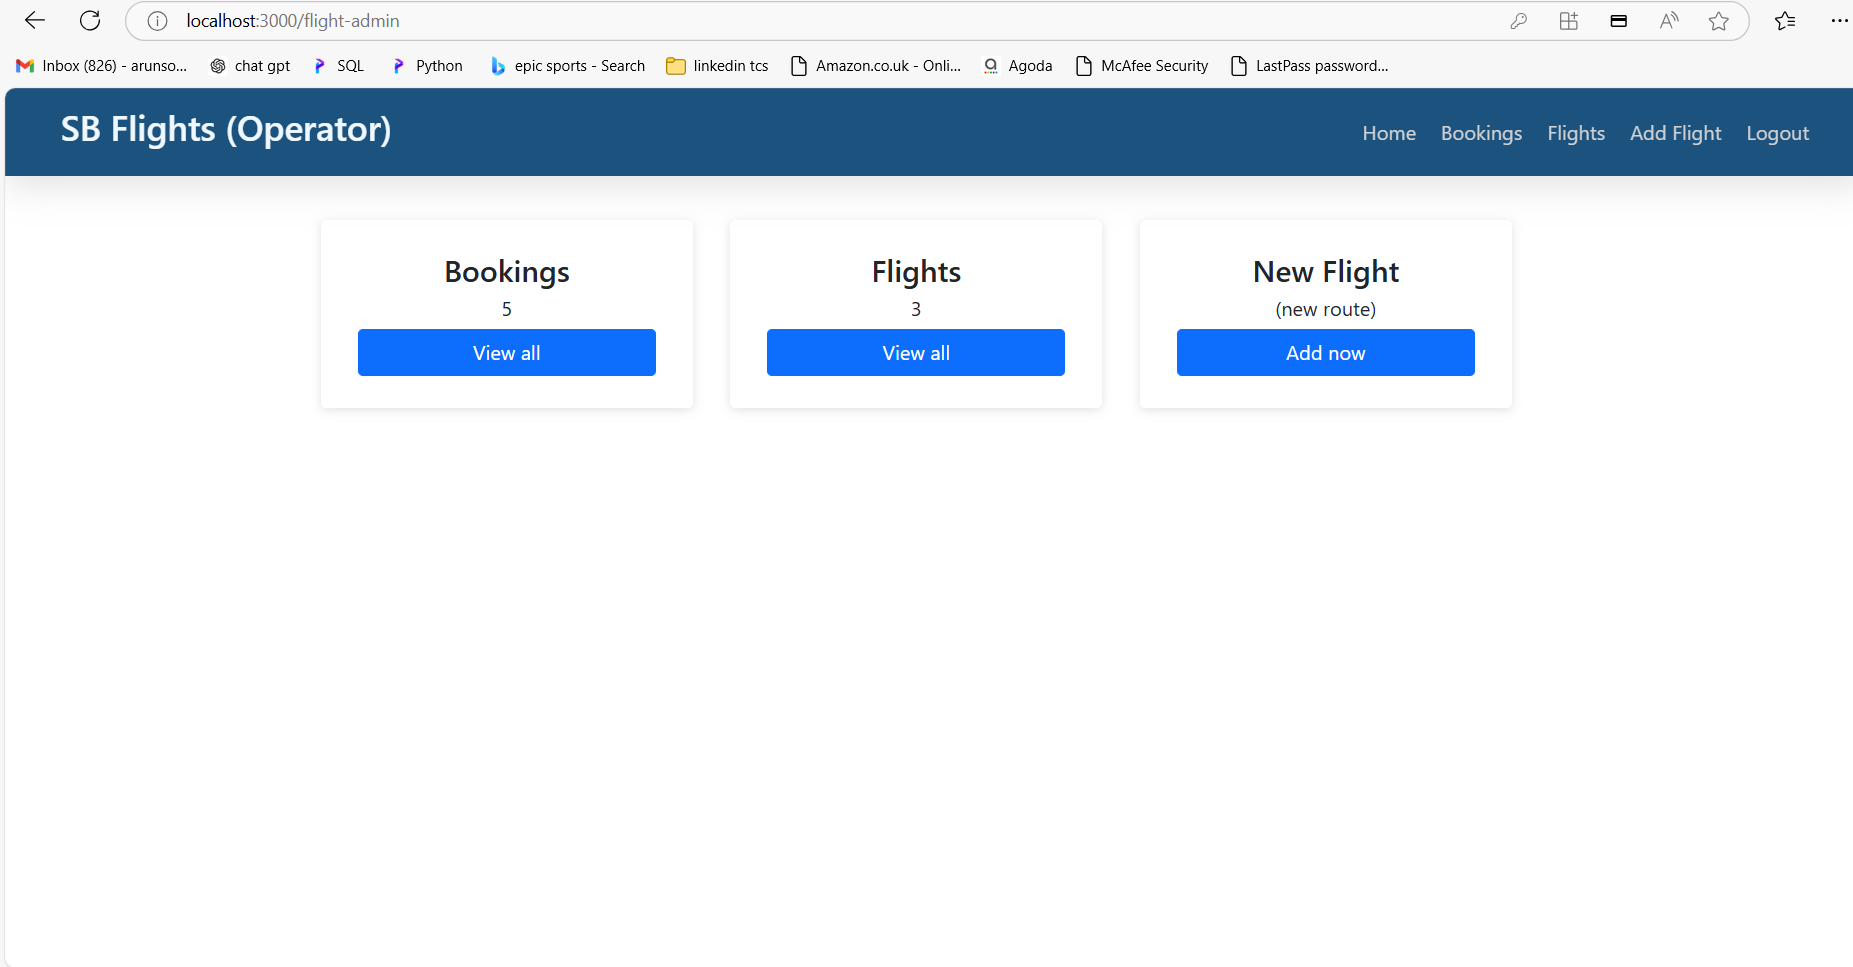 localhost:3000/flight-admin
Inbox (826) - arunso... chat gpt SQL Python epic sports - Search linkedin tcs Amazon.co.uk - Onli... Agoda McAfee Security LastPass password...
SB Flights (Operator) Home Bookings Flights Add Flight Logout
Bookings
5
View all
Flights
3
View all
New Flight
(new route)
Add now